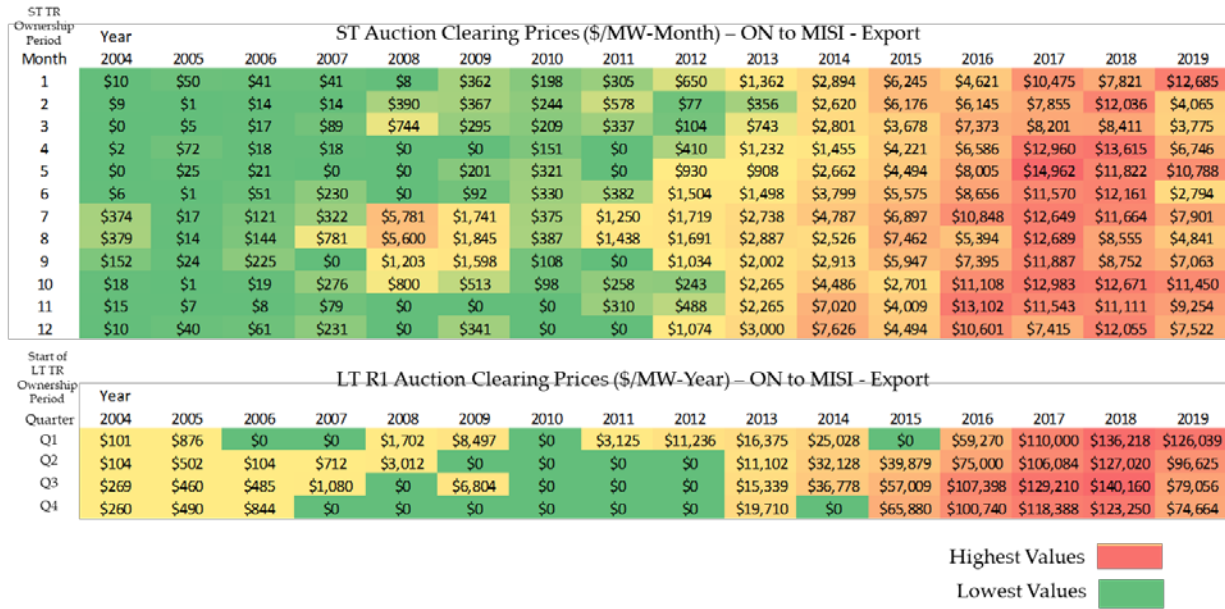 ST TR
Ownership
Period Year ST Auction Clearing Prices ($/MW-Month) – ON to MISI - Export
Month 2004 2005 2006 2007 2008 2009 2010 2011 2012 2013 2014 2015 2016 2017 2018 2019
1 $10 $50 $41 $41 $8 $362 $198 $305 $650 $1,362 $2,894 $6,245 $4,621 $10,475 $7,821 $12,685
2 $9 $1 $14 $14 $390 $367 $244 $578 $77 $356 $2,620 $6,176 $6,145 $7,855 $12,036 $4,065
3 $0 $5 $17 $89 $744 $295 $209 $337 $104 $743 $2,801 $3,678 $7,373 $8,201 $8,411 $3,775
4 $2 $72 $18 $18 $0 $0 $151 $0 $410 $1,232 $1,455 $4,221 $6,586 $12,960 $13,615 $6,746
5 $0 $25 $21 $0 $0 $201 $321 $0 $930 $908 $2,662 $4,494 $8,005 $14,962 $11,822 $10,788
6 $6 $1 $51 $230 $0 $92 $330 $382 $1,504 $1,498 $3,799 $5,575 $8,656 $11,570 $12,161 $2,794
7 $374 $17 $121 $322 $5,781 $1,741 $375 $1,250 $1,719 $2,738 $4,787 $6,897 $10,848 $12,649 $11,664 $7,901
8 $379 $14 $144 $781 $5,600 $1,845 $387 $1,438 $1,691 $2,887 $2,526 $7,462 $5,394 $12,689 $8,555 $4,841
9 $152 $24 $225 $0 $1,203 $1,598 $108 $0 $1,034 $2,002 $2,913 $5,947 $7,395 $11,887 $8,752 $7,063
10 $18 $1 $19 $276 $800 $513 $98 $258 $243 $2,265 $4,486 $2,701 $11,108 $12,983 $12,671 $11,450
11 $15 $7 $8 $79 $0 $0 $0 $310 $488 $2,265 $7,020 $4,009 $13,102 $11,543 $11,111 $9,254
12 $10 $40 $61 $231 $0 $341 $0 $0 $1,074 $3,000 $7,626 $4,494 $10,601 $7,415 $12,055 $7,522
Start of
LT TR
Ownership
Period Year LT R1 Auction Clearing Prices ($/MW-Year) – ON to MISI - Export
Quarter 2004 2005 2006 2007 2008 2009 2010 2011 2012 2013 2014 2015 2016 2017 2018 2019
Q1 $101 $876 $0 $0 $1,702 $8,497 $0 $3,125 $11,236 $16,375 $25,028 $0 $59,270 $110,000 $136,218 $126,039
Q2 $104 $502 $104 $712 $3,012 $0 $0 $0 $0 $11,102 $32,128 $39,879 $75,000 $106,084 $127,020 $96,625
Q3 $269 $460 $485 $1,080 $0 $6,804 $0 $0 $0 $15,339 $36,778 $57,009 $107,398 $129,210 $140,160 $79,056
Q4 $260 $490 $844 $0 $0 $0 $0 $0 $0 $19,710 $0 $65,880 $100,740 $118,388 $123,250 $74,664
Highest Values
Lowest Values